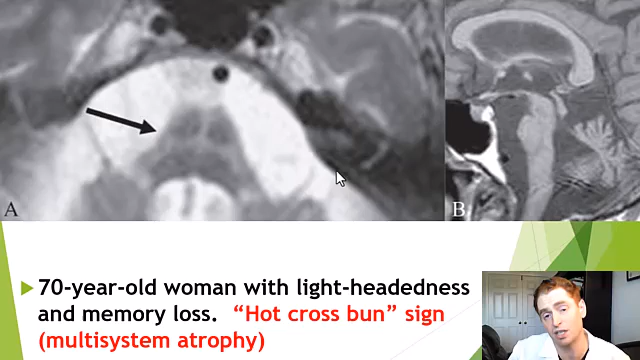 A
B
70-year-old woman with light-headedness
and memory loss. “Hot cross bun” sign
(multisystem atrophy)